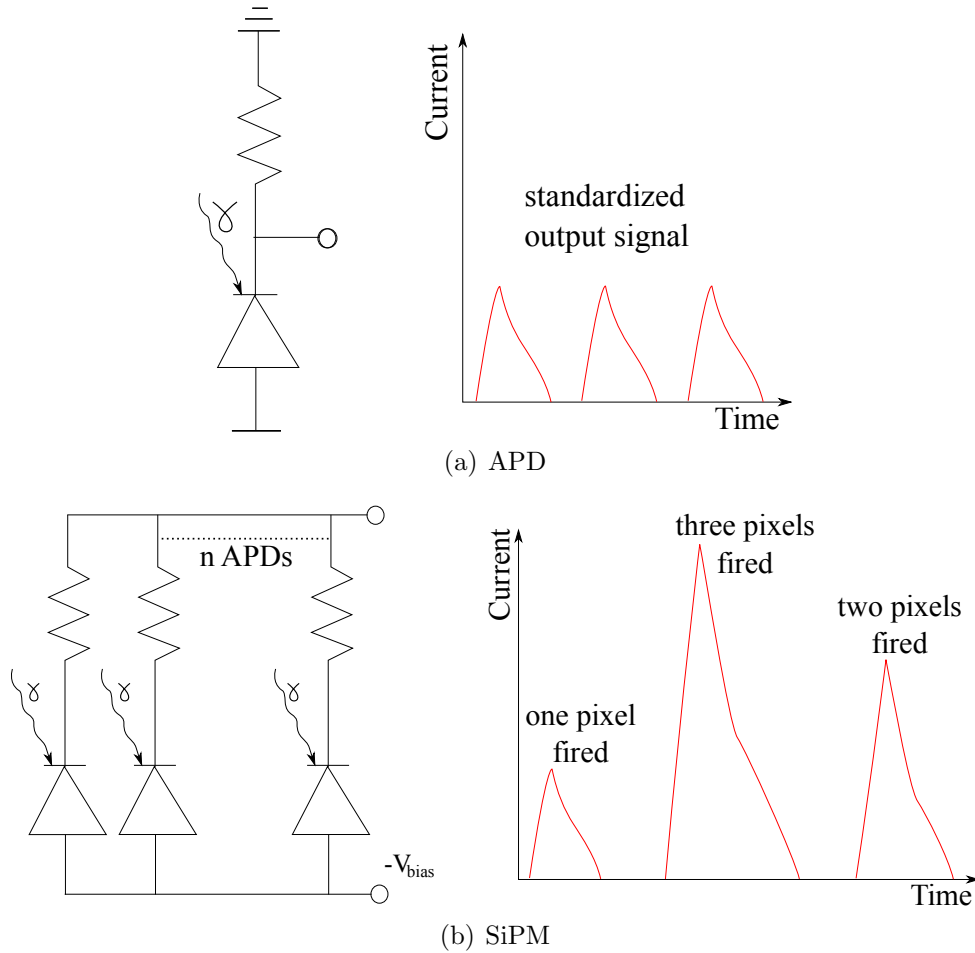 Current
standardized
output signal
Time
(a) APD
n APDs
-Vbias
Current
one pixel
fired
three pixels
fired
two pixels
fired
Time
(b) SiPM